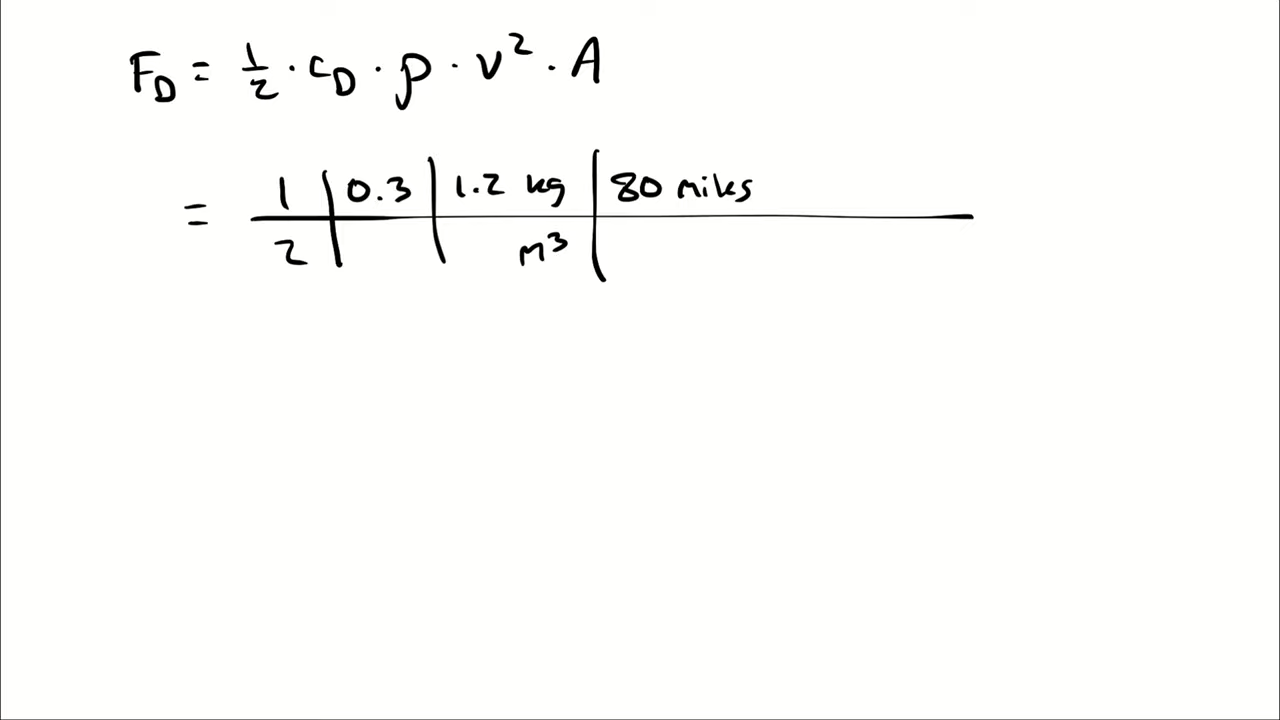 F_D = 1/2 · c_D · ρ · v² · A
= 1 | 0.3 | 1.2 kg | 80 miles
2 | | m³ |